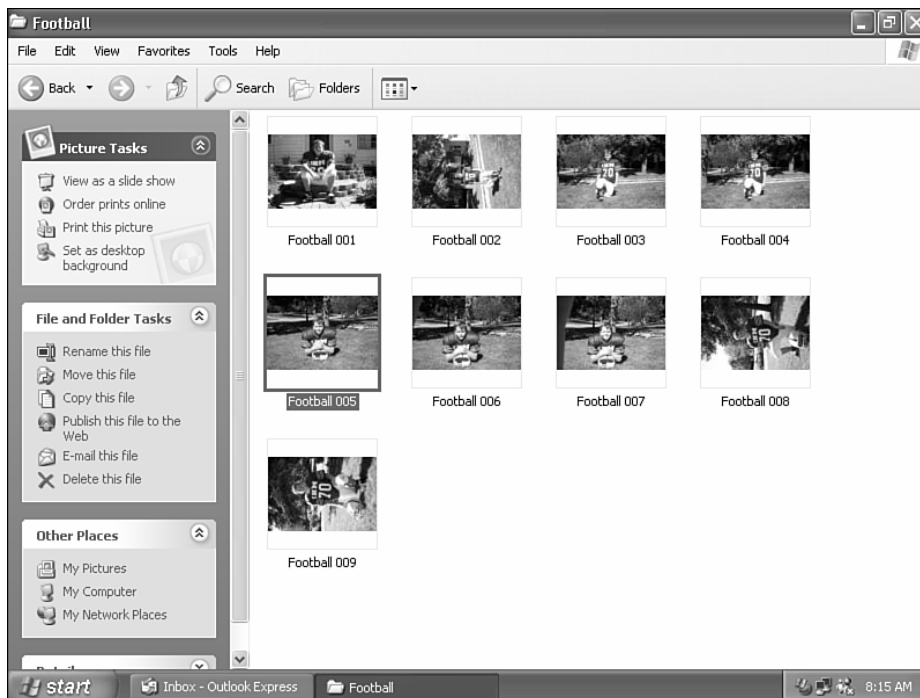 Football
File Edit View Favorites Tools Help
Back Search Folders
Picture Tasks
View as a slide show
Order prints online
Print this picture
Set as desktop
background
File and Folder Tasks
Rename this file
Move this file
Copy this file
Publish this file to the
Web
E-mail this file
Delete this file
Other Places
My Pictures
My Computer
My Network Places
Football 001 Football 002 Football 003 Football 004
Football 005 Football 006 Football 007 Football 008
Football 009
start Inbox - Outlook Express Football 8:15 AM